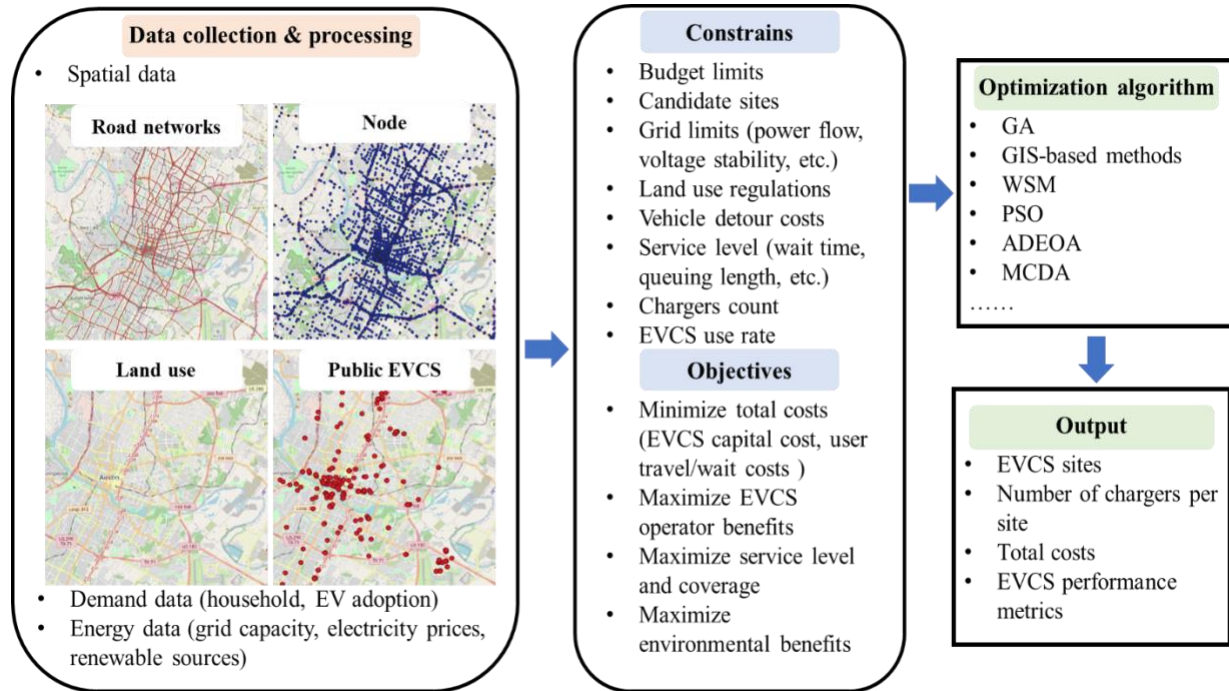 Data collection & processing
• Spatial data
Road networks
Node
Land use
Public EVCS
Austin
• Demand data (household, EV adoption)
• Energy data (grid capacity, electricity prices,
renewable sources)
Constrains
• Budget limits
• Candidate sites
• Grid limits (power flow,
voltage stability, etc.)
• Land use regulations
• Vehicle detour costs
• Service level (wait time,
queuing length, etc.)
• Chargers count
• EVCS use rate
Objectives
• Minimize total costs
(EVCS capital cost, user
travel/wait costs )
• Maximize EVCS
operator benefits
• Maximize service level
and coverage
• Maximize
environmental benefits
Optimization algorithm
• GA
• GIS-based methods
• WSM
• PSO
• ADEOA
• MCDA
……
Output
• EVCS sites
• Number of chargers per
site
• Total costs
• EVCS performance
metrics